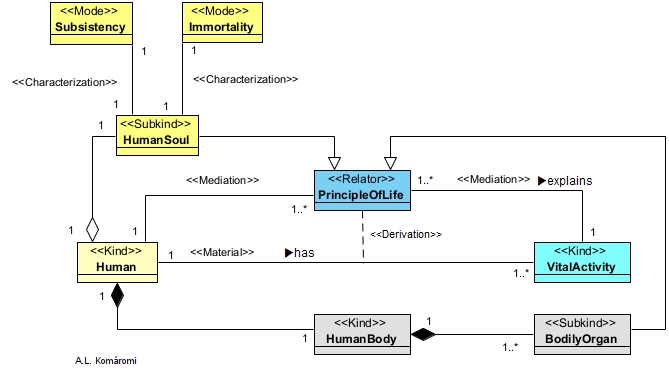 <<Mode>>
Subsistency
<<Mode>>
Immortality
1
1
<<Characterization>>
<<Characterization>>
1
1
1
<<Subkind>>
HumanSoul
<<Mediation>>
<<Relator>>
PrincipleOfLife
1..*
<<Mediation>>
▶explains
1..*
1
1
1
<<Derivation>>
<<Kind>>
Human
1
<<Material>>
▶has
1..*
<<Kind>>
VitalActivity
1
1
<<Kind>>
HumanBody
1
1..*
<<Subkind>>
BodilyOrgan
A.L. Komáromi